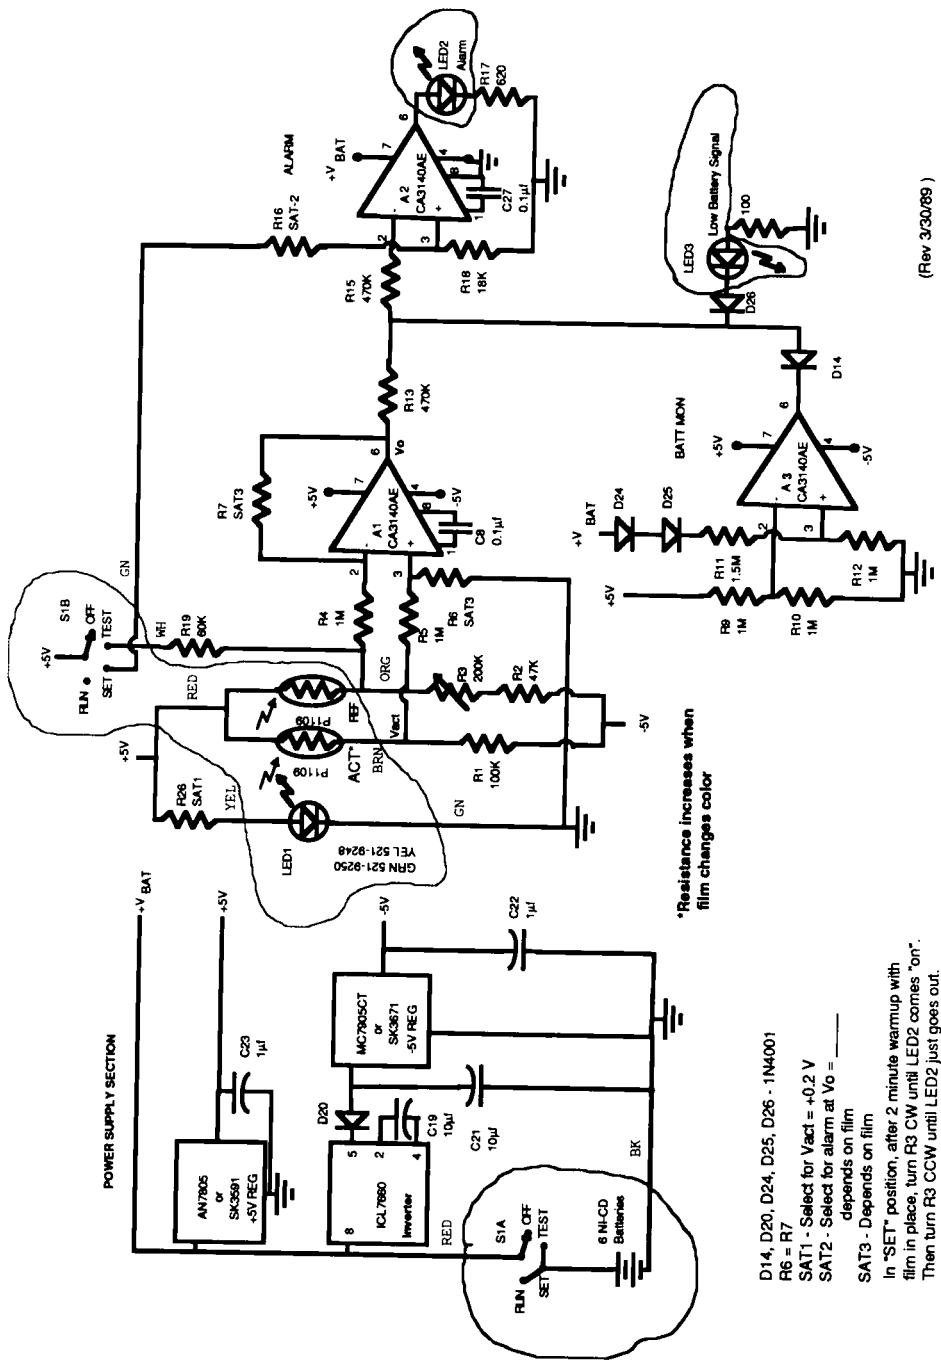 POWER SUPPLY SECTION
AN7805
or
SK3591
+5V REG
C23
1µf
+V BAT
+5V
8
5
2
4
ICL7660
Inverter
D20
C19
10µf
C21
10µf
MC7905CT
or
SK3671
-5V REG
-5V
C22
1µf
RED
S1A
OFF
TEST
RUN
SET
6 NI-CD
Batteries
BK
+5V
R26
SAT1
YEL
LED1
GRN 521-9250
YEL 521-9248
RED
P1109
ACT*
P1109
REF
BRN
ORG
Vact
GN
R1
100K
R3
200K
R2
47K
-5V
+5V
S1B
OFF
TEST
RUN
SET
GN
WH
R19
60K
R4
1M
R5
1M
R6
SAT3
R7
SAT3
+5V
7
2
3
A1
CA3140AE
6
Vo
4
-5V
8
1
C8
0.1µf
R13
470K
R15
470K
R16
SAT-2
ALARM
+V
BAT
7
2
3
A2
CA3140AE
6
4
8
1
C27
0.1µf
R18
18K
LED2
Alarm
R17
620
+5V
R9
1M
R10
1M
+V
BAT
D24
D25
R11
1.5M
R12
1M
BATT MON
+5V
7
2
3
A3
CA3140AE
6
4
-5V
D14
D26
LED3
Low Battery Signal
100
*Resistance increases when
film changes color
D14, D20, D24, D25, D26 - 1N4001
R6 = R7
SAT1 - Select for Vact = +0.2 V
SAT2 - Select for alarm at Vo = ______
depends on film
SAT3 - Depends on film
In "SET" position, after 2 minute warmup with
film in place, turn R3 CW until LED2 comes "on".
Then turn R3 CCW until LED2 just goes out.
(Rev 3/30/89 )